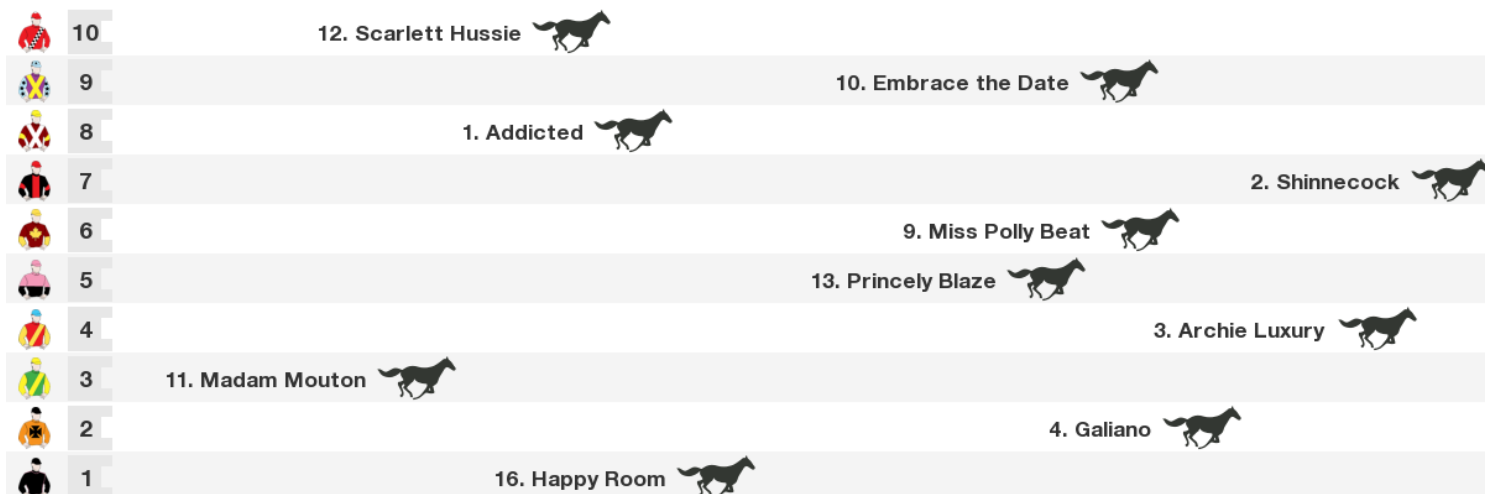 10 12. Scarlett Hussie
9 10. Embrace the Date
8 1. Addicted
7 2. Shinnecock
6 9. Miss Polly Beat
5 13. Princely Blaze
4 3. Archie Luxury
3 11. Madam Mouton
2 4. Galiano
1 16. Happy Room